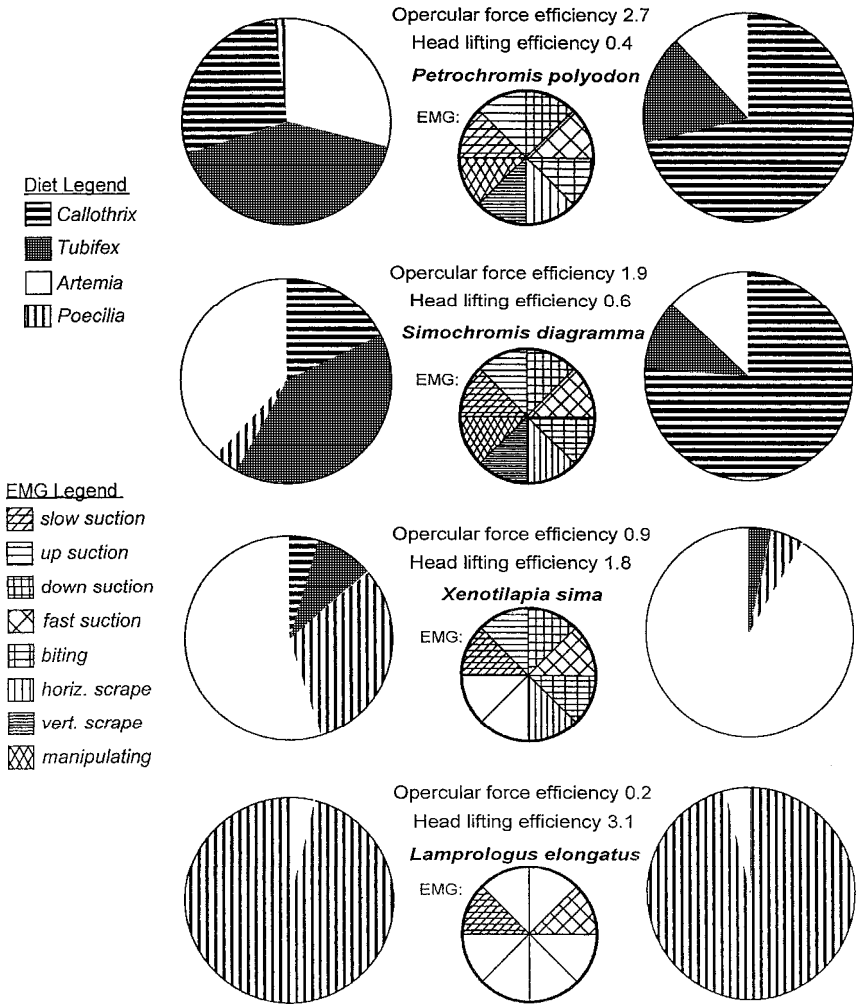 Opercular force efficiency 2.7
Head lifting efficiency 0.4
Petrochromis polyodon
EMG:
Diet Legend
Callothrix
Tubifex
Artemia
Poecilia
Opercular force efficiency 1.9
Head lifting efficiency 0.6
Simochromis diagramma
EMG:
EMG Legend
slow suction
up suction
down suction
fast suction
biting
horiz. scrape
vert. scrape
manipulating
Opercular force efficiency 0.9
Head lifting efficiency 1.8
Xenotilapia sima
EMG:
Opercular force efficiency 0.2
Head lifting efficiency 3.1
Lamprologus elongatus
EMG: